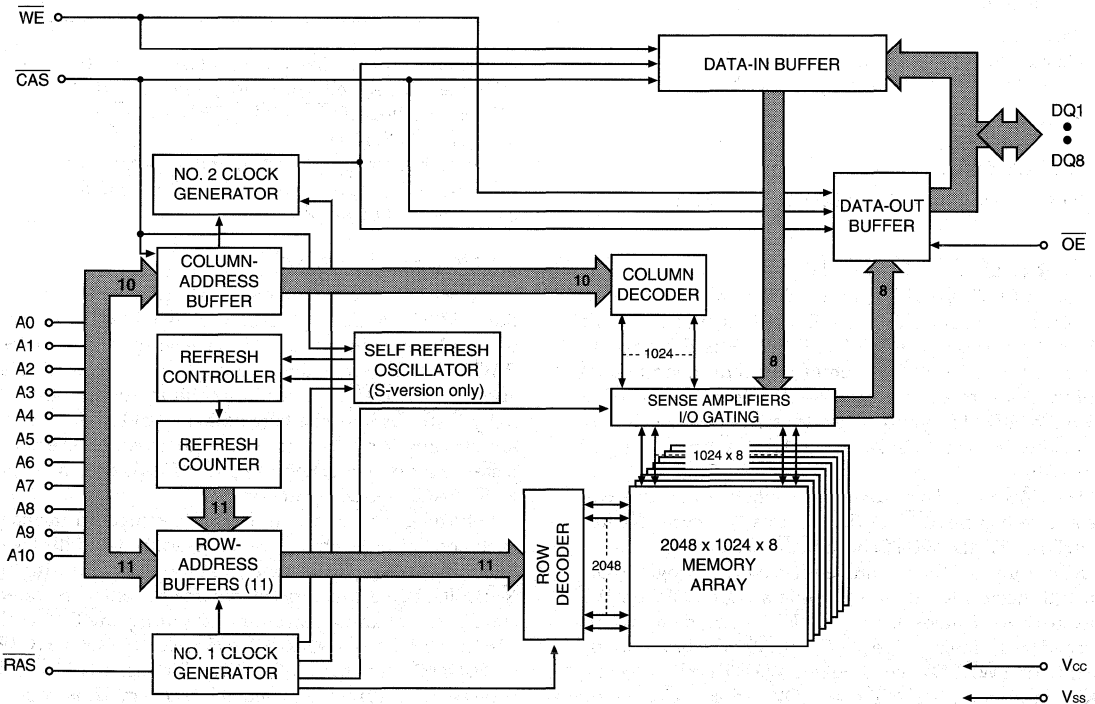 WE
DATA-IN BUFFER
CAS
DQ1
DQ8
NO. 2 CLOCK
GENERATOR
DATA-OUT
BUFFER
OE
COLUMN-
ADDRESS
BUFFER
10
10
COLUMN
DECODER
8
A0
A1
A2
A3
A4
A5
A6
A7
A8
A9
A10
REFRESH
CONTROLLER
SELF REFRESH
OSCILLATOR
(S-version only)
1024
8
SENSE AMPLIFIERS
I/O GATING
REFRESH
COUNTER
1024 x 8
11
ROW-
ADDRESS
BUFFERS (11)
11
11
ROW
DECODER
2048
2048 x 1024 x 8
MEMORY
ARRAY
RAS
NO. 1 CLOCK
GENERATOR
Vcc
Vss